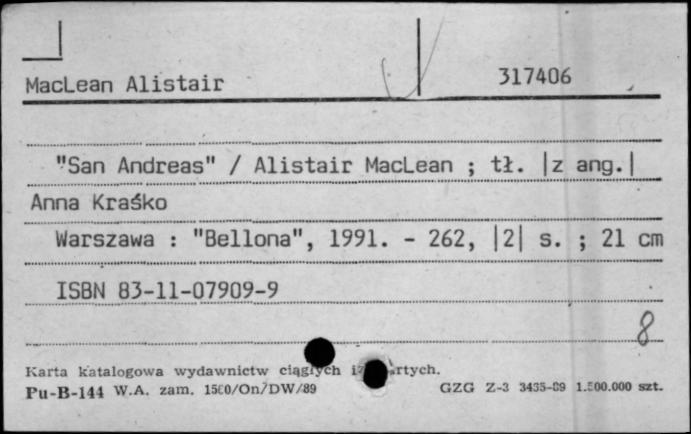 MacLean Alistair 317406
"San Andreas" / Alistair MacLean ; tł. |z ang.|
Anna Kraśko
Warszawa : "Bellona", 1991. - 262, |2| s. ; 21 cm
ISBN 83-11-07909-9
8
Karta katalogowa wydawnictw ciągłych i
Pu-B-144 W.A. zam. 1500/On/DW/89 GZG Z-3 3435-89 1.500.000 szt.